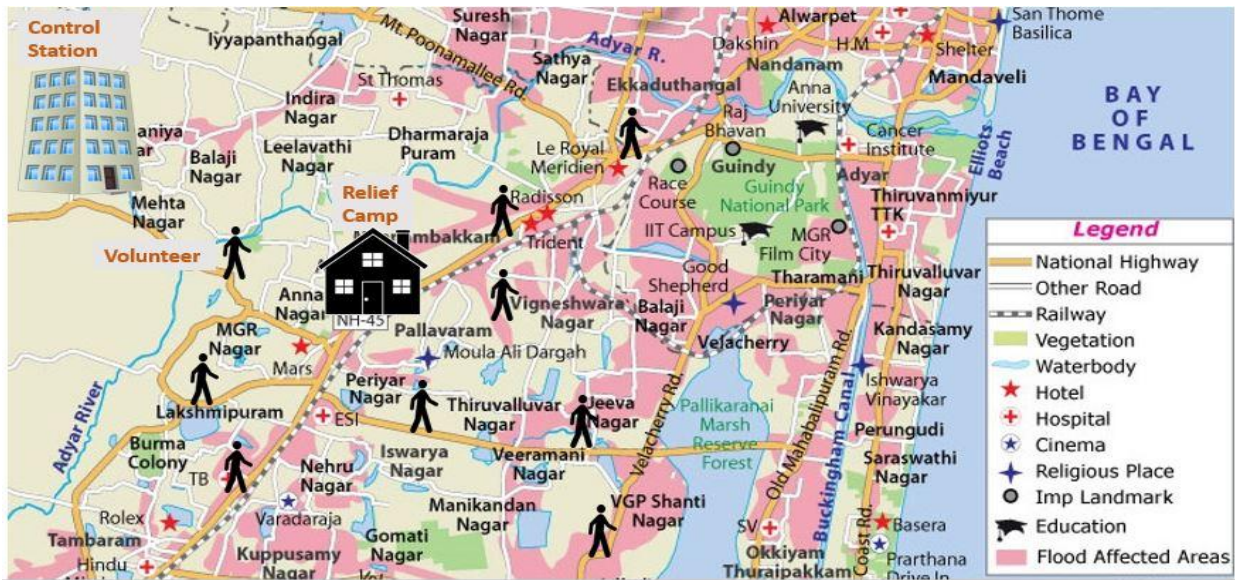 Control
Station
Iyyapanthangal
Mt. Poonamallee Rd.
Suresh
Nagar
Adyar R.
Sathya
Nagar
Ekkaduthangal
Alwarpet
Dakshin
H.M
Nandanam
Shelter
San Thome
Basilica
Mandaveli
BAY
OF
BENGAL
St Thomas
Indira
Nagar
Balaji
Nagar
Leelavathi
Nagar
Dharmaraja
Puram
Le Royal
Meridien
Raj
Bhavan
Anna
University
Cancer
Institute
Elliots
Beach
Guindy
Adyar
Race
Course
Guindy
National Park
Thiruvanmiyur
TTK
Mehta
Nagar
Relief
Camp
Radisson
Trident
IIT Campus
MGR
Film City
Volunteer
Good
Shepherd
Tharamani
Thiruvalluvar
Nagar
Anna
Nagar
NH-45
Pallavaram
Vigneshwara
Nagar
Balaji
Nagar
Periyar
Nagar
Kandasamy
Nagar
MGR
Nagar
Mars
Moula Ali Dargah
Velacherry
Ishwarya
Vinayakar
Adyar River
Lakshmipuram
Periyar
Nagar
ESI
Thiruvalluvar
Nagar
Jeeva
Nagar
Velacherry Rd.
Pallikaranai
Marsh
Reserve
Forest
Old Mahabalipuram Rd.
Buckingham Canal
Perungudi
Burma
Colony
TB
Nehru
Nagar
Iswarya
Nagar
Veeramani
Nagar
Saraswathi
Nagar
Rolex
Varadaraja
Manikandan
Nagar
VGP Shanti
Nagar
SV
Coast Rd.
Basera
Tambaram
Hindu
Kuppusamy
Nagar
Gomati
Nagar
Okkiyam
Thuraipakkam
Prarthana
Drive In
Legend
National Highway
Other Road
Railway
Vegetation
Waterbody
Hotel
Hospital
Cinema
Religious Place
Imp Landmark
Education
Flood Affected Areas